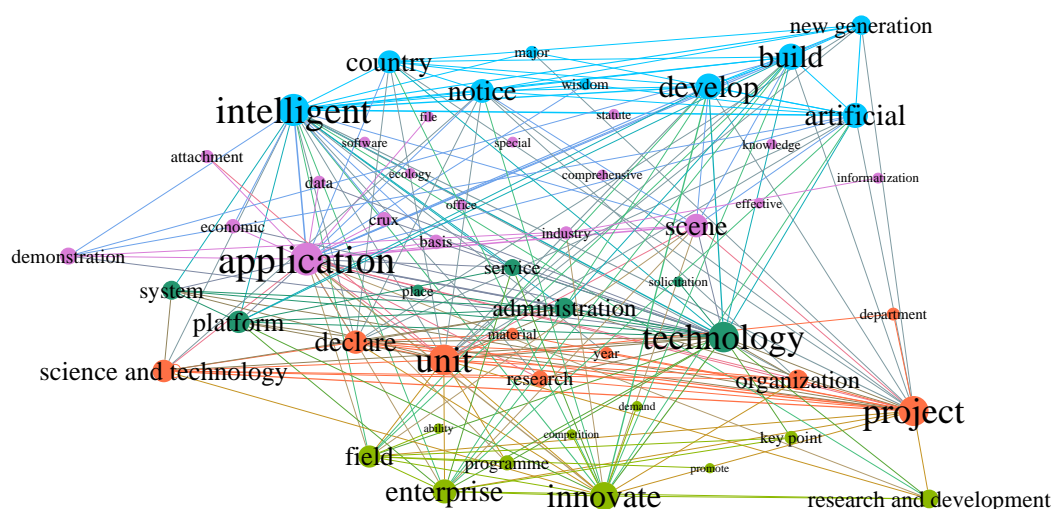 new generation
major
build
country
wisdom
notice
develop
intelligent
artificial
file
statute
software
special
knowledge
attachment
ecology
comprehensive
informatization
data
office
effective
crux
economic
scene
industry
basis
demonstration
application
service
solicitation
system
place
administration
department
platform
technology
material
declare
year
unit
science and technology
research
organization
project
demand
ability
competition
key point
field
programme
promote
enterprise
innovate
research and development